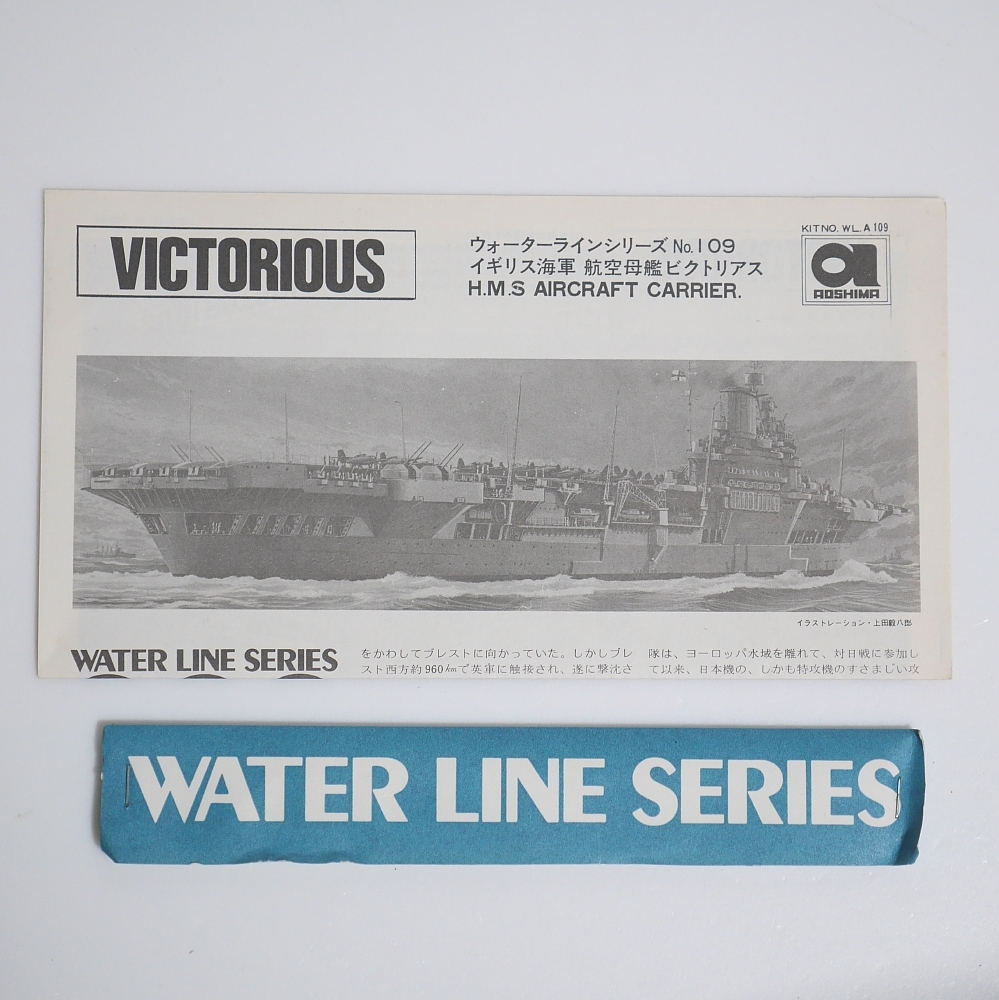 VICTORIOUS
ウォーターラインシリーズ No.109
イギリス海軍 航空母艦ビクトリアス
H.M.S AIRCRAFT CARRIER.
KIT NO. WL. A 109
a
AOSHIMA
イラストレーション・上田毅八郎
WATER LINE SERIES
をかわしてブレストに向かっていた。しかしブレ
スト西方約960kmで英軍に触接され、遂に撃沈さ
隊は、ヨーロッパ水域を離れて、対日戦に参加し
て以来、日本機の、しかも特攻機のすさまじい攻
WATER LINE SERIES